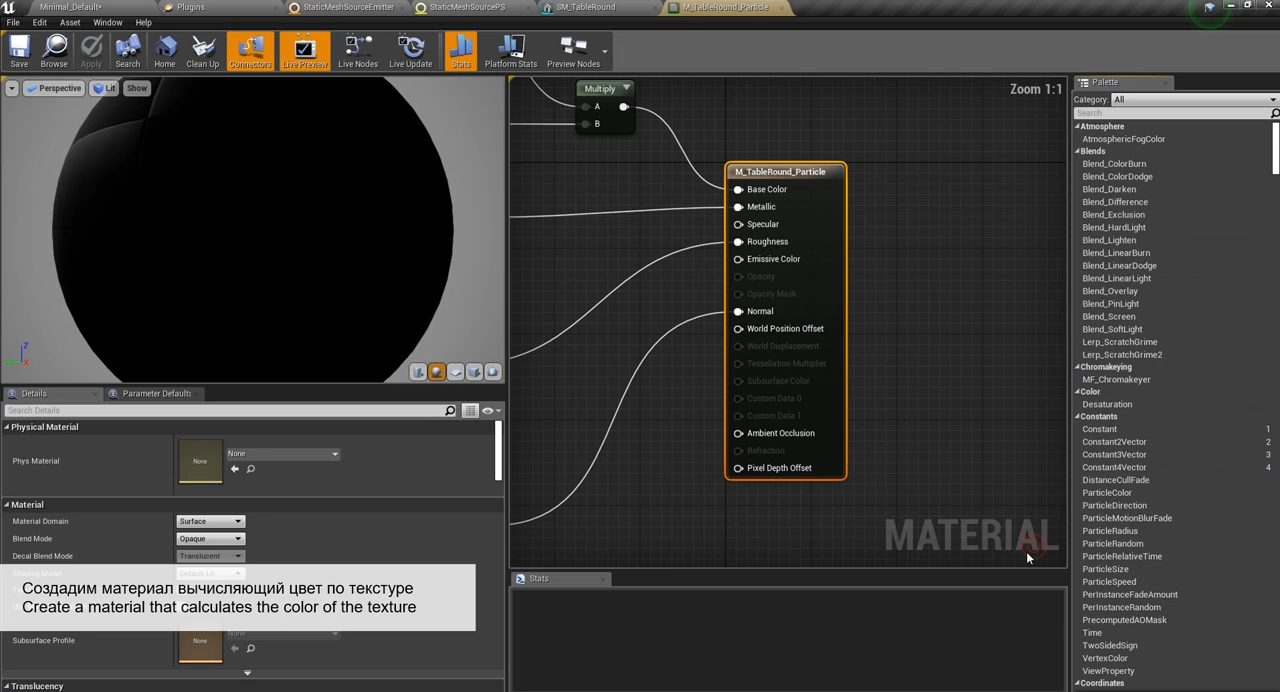 Minimal_Default*
Plugins
StaticMeshSourceEmitter
StaticMeshSourcePS
SM_TableRound
M_TableRound_Particle
File Edit Asset Window Help
Save Browse Apply Search Home Clean Up Connectors Live Preview Live Nodes Live Update Stats Platform Stats Preview Nodes
Perspective Lit Show
Multiply
A
B
Zoom 1:1
M_TableRound_Particle
Base Color
Metallic
Specular
Roughness
Emissive Color
Opacity
Opacity Mask
Normal
World Position Offset
World Displacement
Tessellation Multiplier
Subsurface Color
Custom Data 0
Custom Data 1
Ambient Occlusion
Refraction
Pixel Depth Offset
MATERIAL
Z
X
Details
Parameter Defaults
Search Details
Physical Material
Phys Material
None
None
Material
Material Domain
Surface
Blend Mode
Opaque
Decal Blend Mode
Translucent
Shading Model
Default Lit
Создадим материал вычисляющий цвет по текстуре
Create a material that calculates the color of the texture
Subsurface Profile
None
None
Translucency
Stats
Palette
Category: All
Search
Atmosphere
AtmosphericFogColor
Blends
Blend_ColorBurn
Blend_ColorDodge
Blend_Darken
Blend_Difference
Blend_Exclusion
Blend_HardLight
Blend_Lighten
Blend_LinearBurn
Blend_LinearDodge
Blend_LinearLight
Blend_Overlay
Blend_PinLight
Blend_Screen
Blend_SoftLight
Lerp_ScratchGrime
Lerp_ScratchGrime2
Chromakeying
MF_Chromakeyer
Color
Desaturation
Constants
Constant 1
Constant2Vector 2
Constant3Vector 3
Constant4Vector 4
DistanceCullFade
ParticleColor
ParticleDirection
ParticleMotionBlurFade
ParticleRadius
ParticleRandom
ParticleRelativeTime
ParticleSize
ParticleSpeed
PerInstanceFadeAmount
PerInstanceRandom
PrecomputedAOMask
Time
TwoSidedSign
VertexColor
ViewProperty
Coordinates